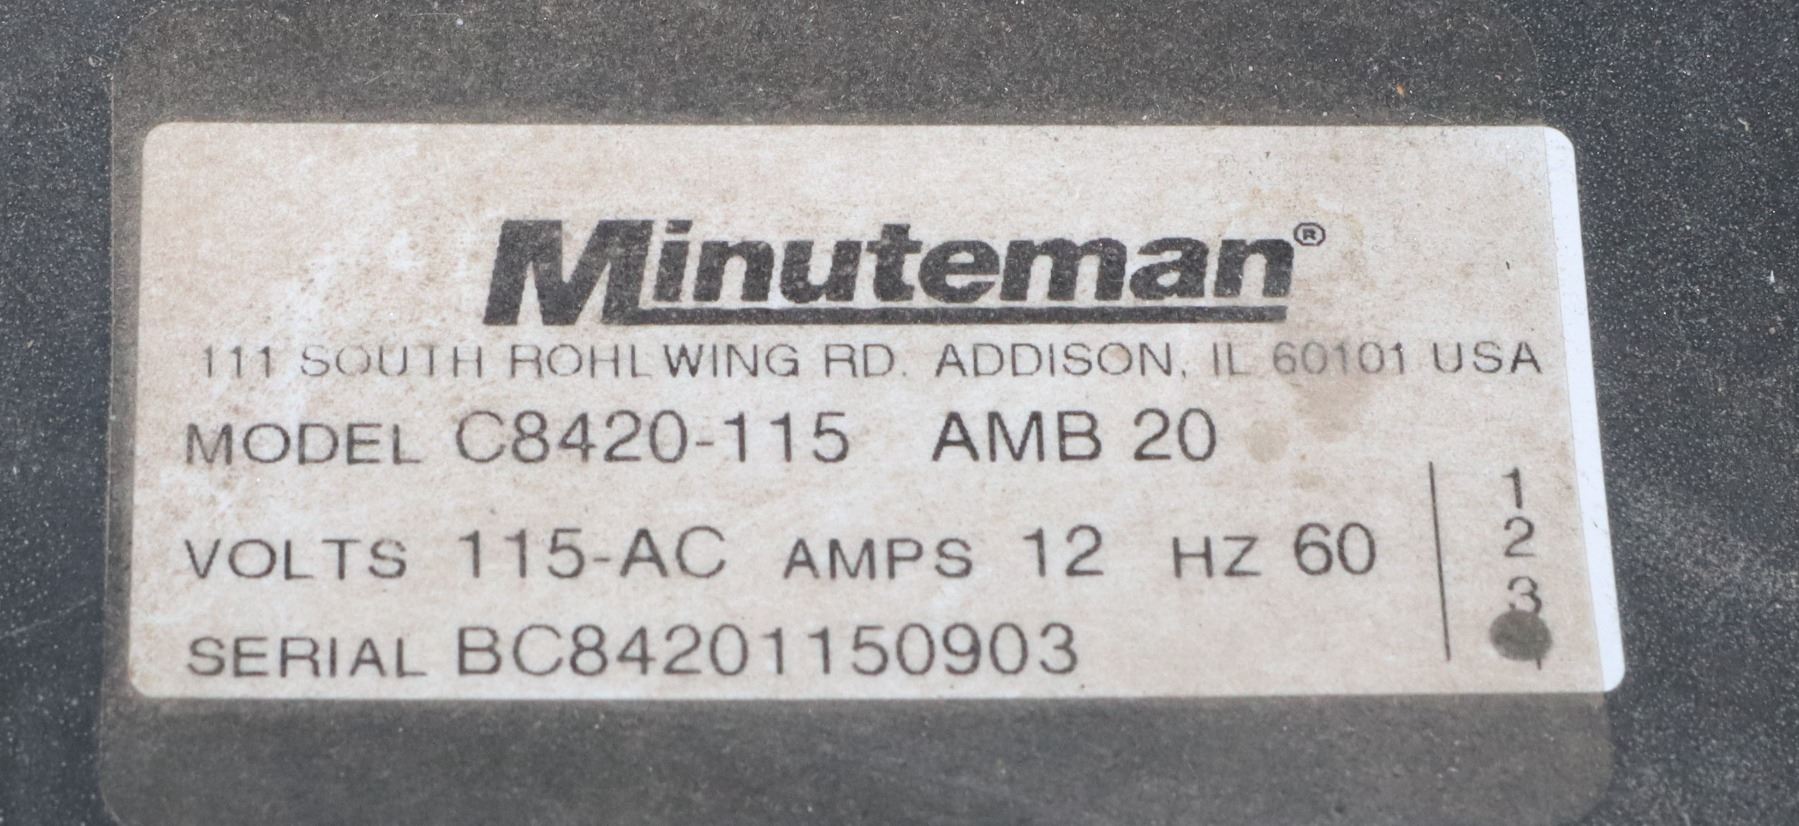 Minuteman®
111 SOUTH ROHLWING RD. ADDISON, IL 60101 USA
MODEL C8420-115 AMB 20
VOLTS 115-AC AMPS 12 HZ 60
SERIAL BC84201150903
1
2
3